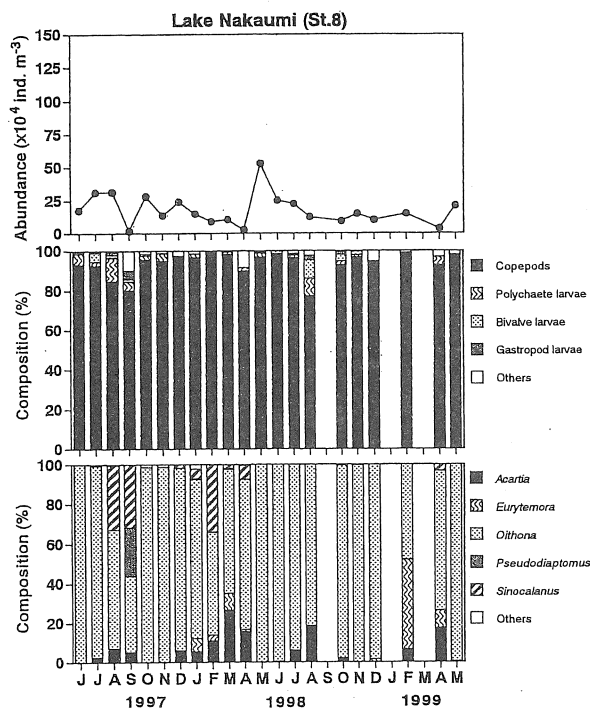 Lake Nakaumi (St.8)
Abundance (x10⁴ ind. m⁻³)
150
125
100
75
50
25
0
Composition (%)
100
80
60
40
20
0
Copepods
Polychaete larvae
Bivalve larvae
Gastropod larvae
Others
Composition (%)
100
80
60
40
20
0
Acartia
Eurytemora
Oithona
Pseudodiaptomus
Sinocalanus
Others
J J A S O N D J F M A M J J A S O N D J F M A M
1997 1998 1999